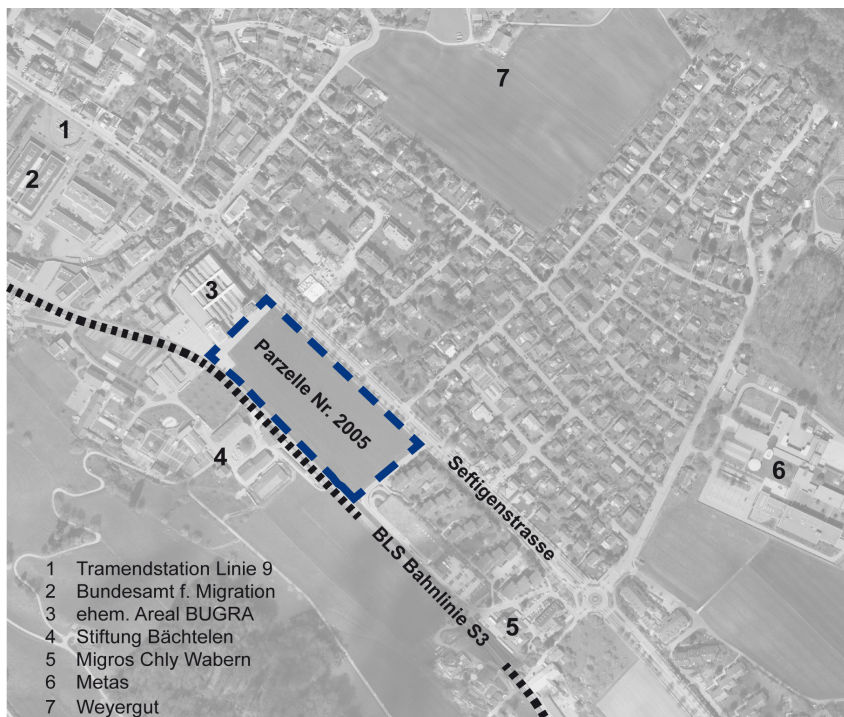 7
1
2
3
Parzelle Nr. 2005
4
6
Seftigenstrasse
BLS Bahnlinie S3
5
1 Tramendstation Linie 9
2 Bundesamt f. Migration
3 ehem. Areal BUGRA
4 Stiftung Bächtelen
5 Migros Chly Wabern
6 Metas
7 Weyergut